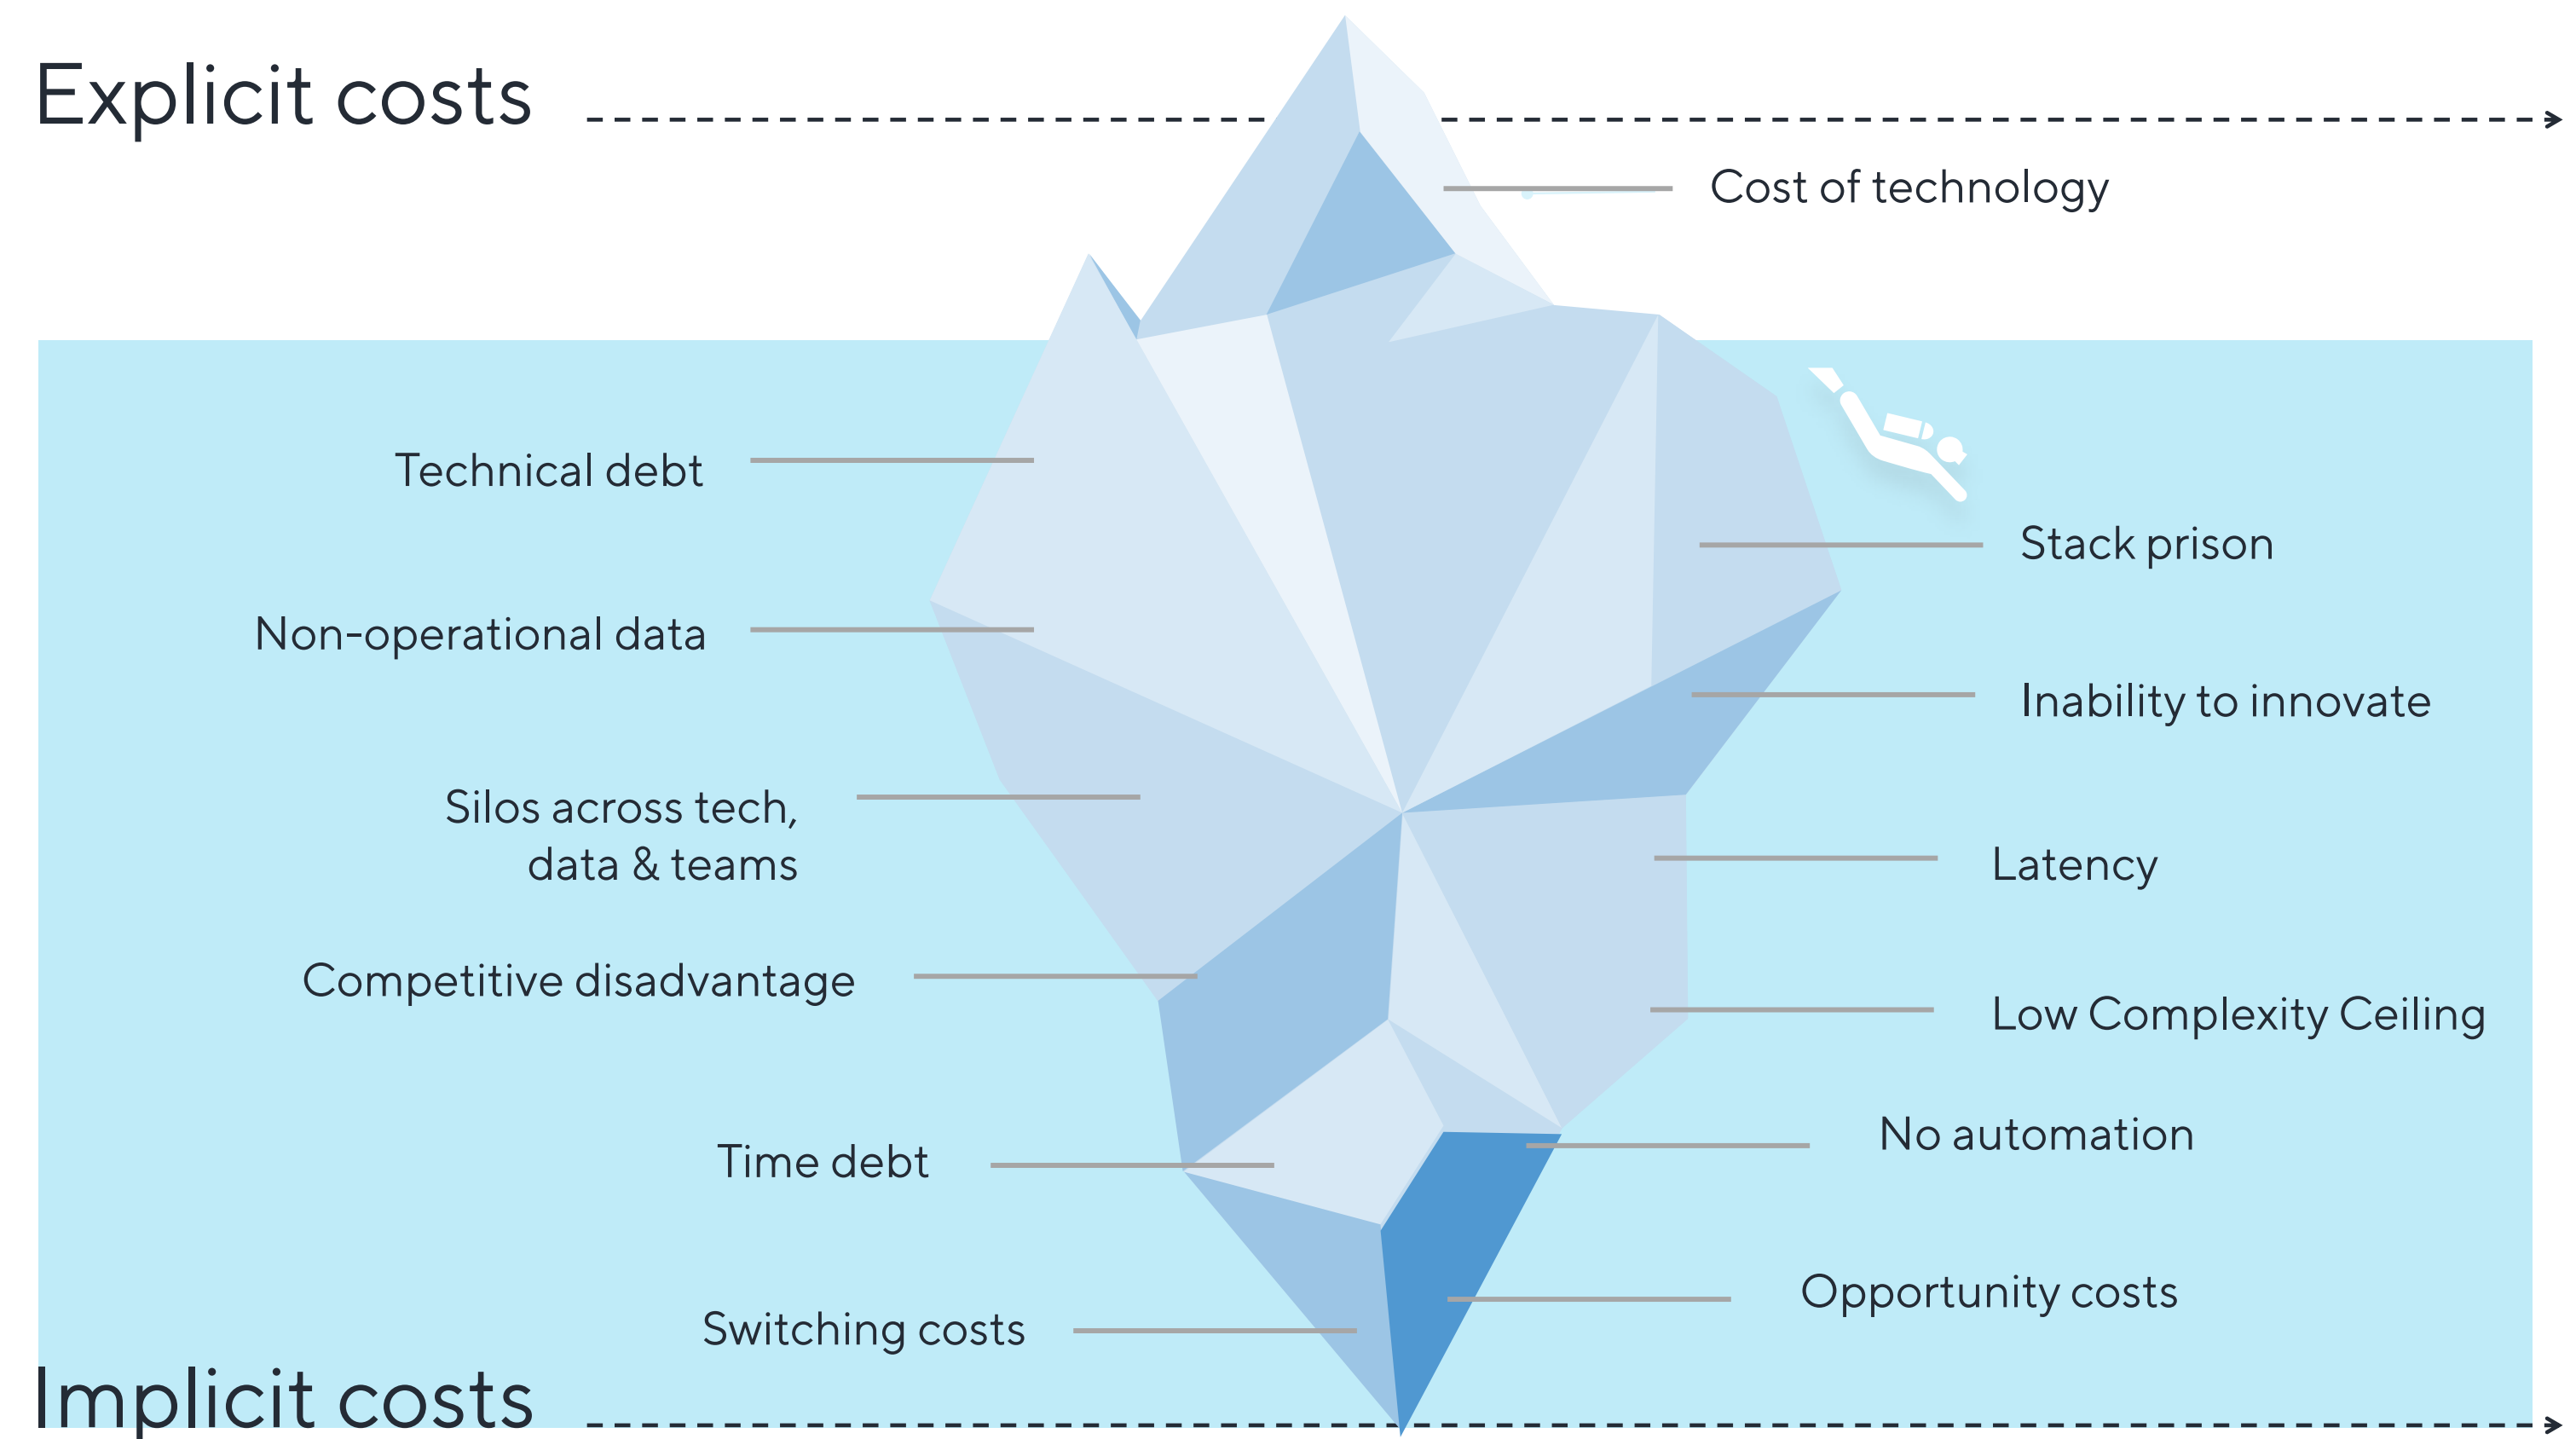 Explicit costs
Cost of technology
Technical debt
Stack prison
Non-operational data
Inability to innovate
Silos across tech,
data & teams
Latency
Competitive disadvantage
Low Complexity Ceiling
No automation
Time debt
Opportunity costs
Switching costs
Implicit costs